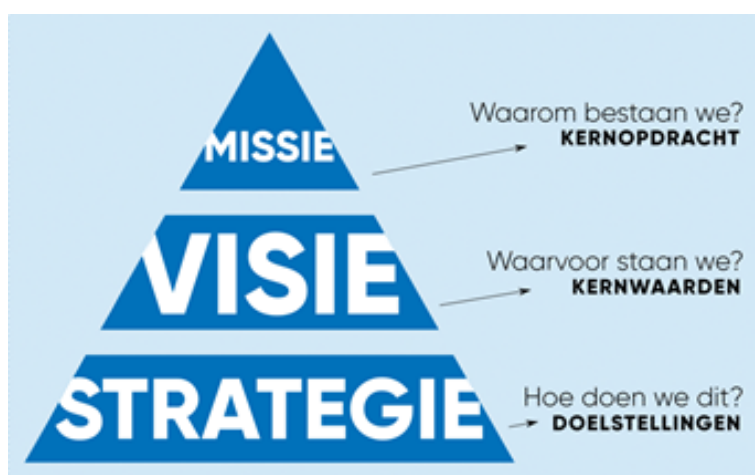 MISSIE
Waarom bestaan we?
KERNOPDRACHT
VISIE
Waarvoor staan we?
KERNWAARDEN
STRATEGIE
Hoe doen we dit?
DOELSTELLINGEN